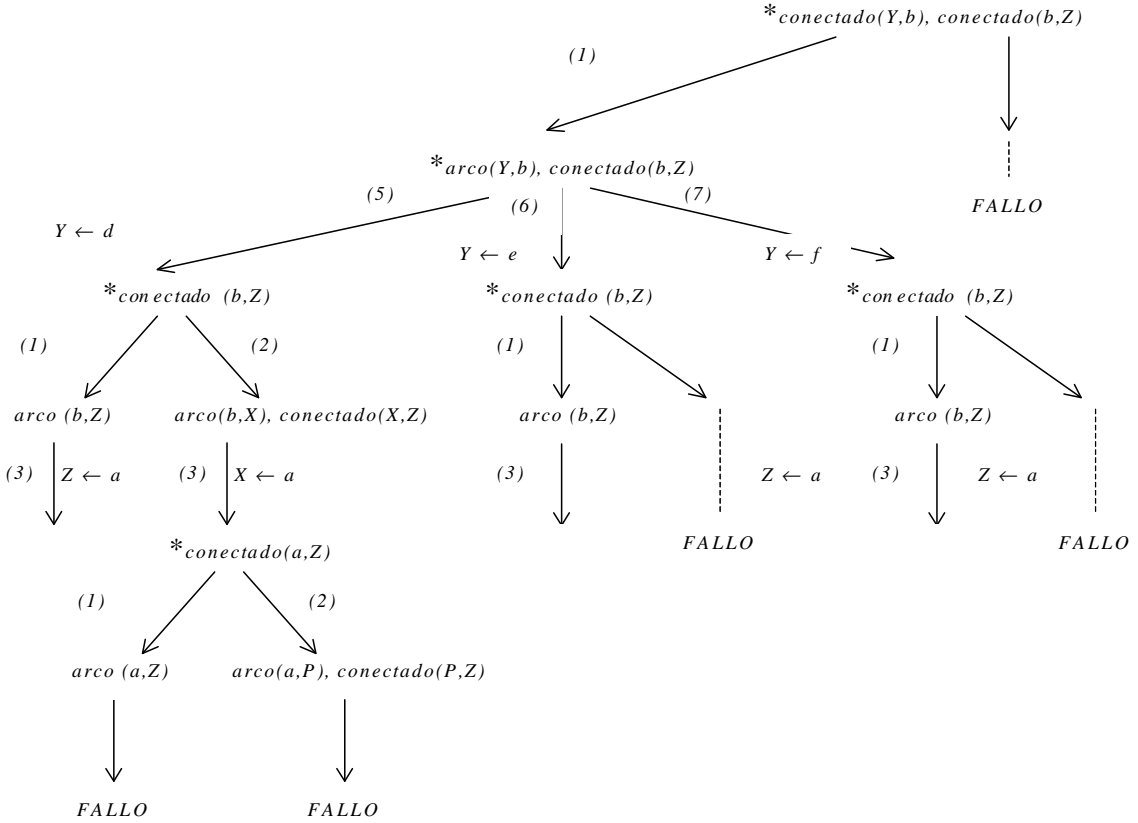 *conectado(Y,b), conectado(b,Z)
(1)
*arco(Y,b), conectado(b,Z)
FALLO
(5)
(6)
(7)
Y ← d
Y ← e
Y ← f
*conectado (b,Z)
*conectado (b,Z)
*conectado (b,Z)
(1)
(2)
(1)
(1)
arco (b,Z)
arco(b,X), conectado(X,Z)
arco (b,Z)
arco (b,Z)
(3)
Z ← a
(3)
X ← a
(3)
Z ← a
(3)
Z ← a
FALLO
FALLO
*conectado(a,Z)
(1)
(2)
arco (a,Z)
arco(a,P), conectado(P,Z)
FALLO
FALLO